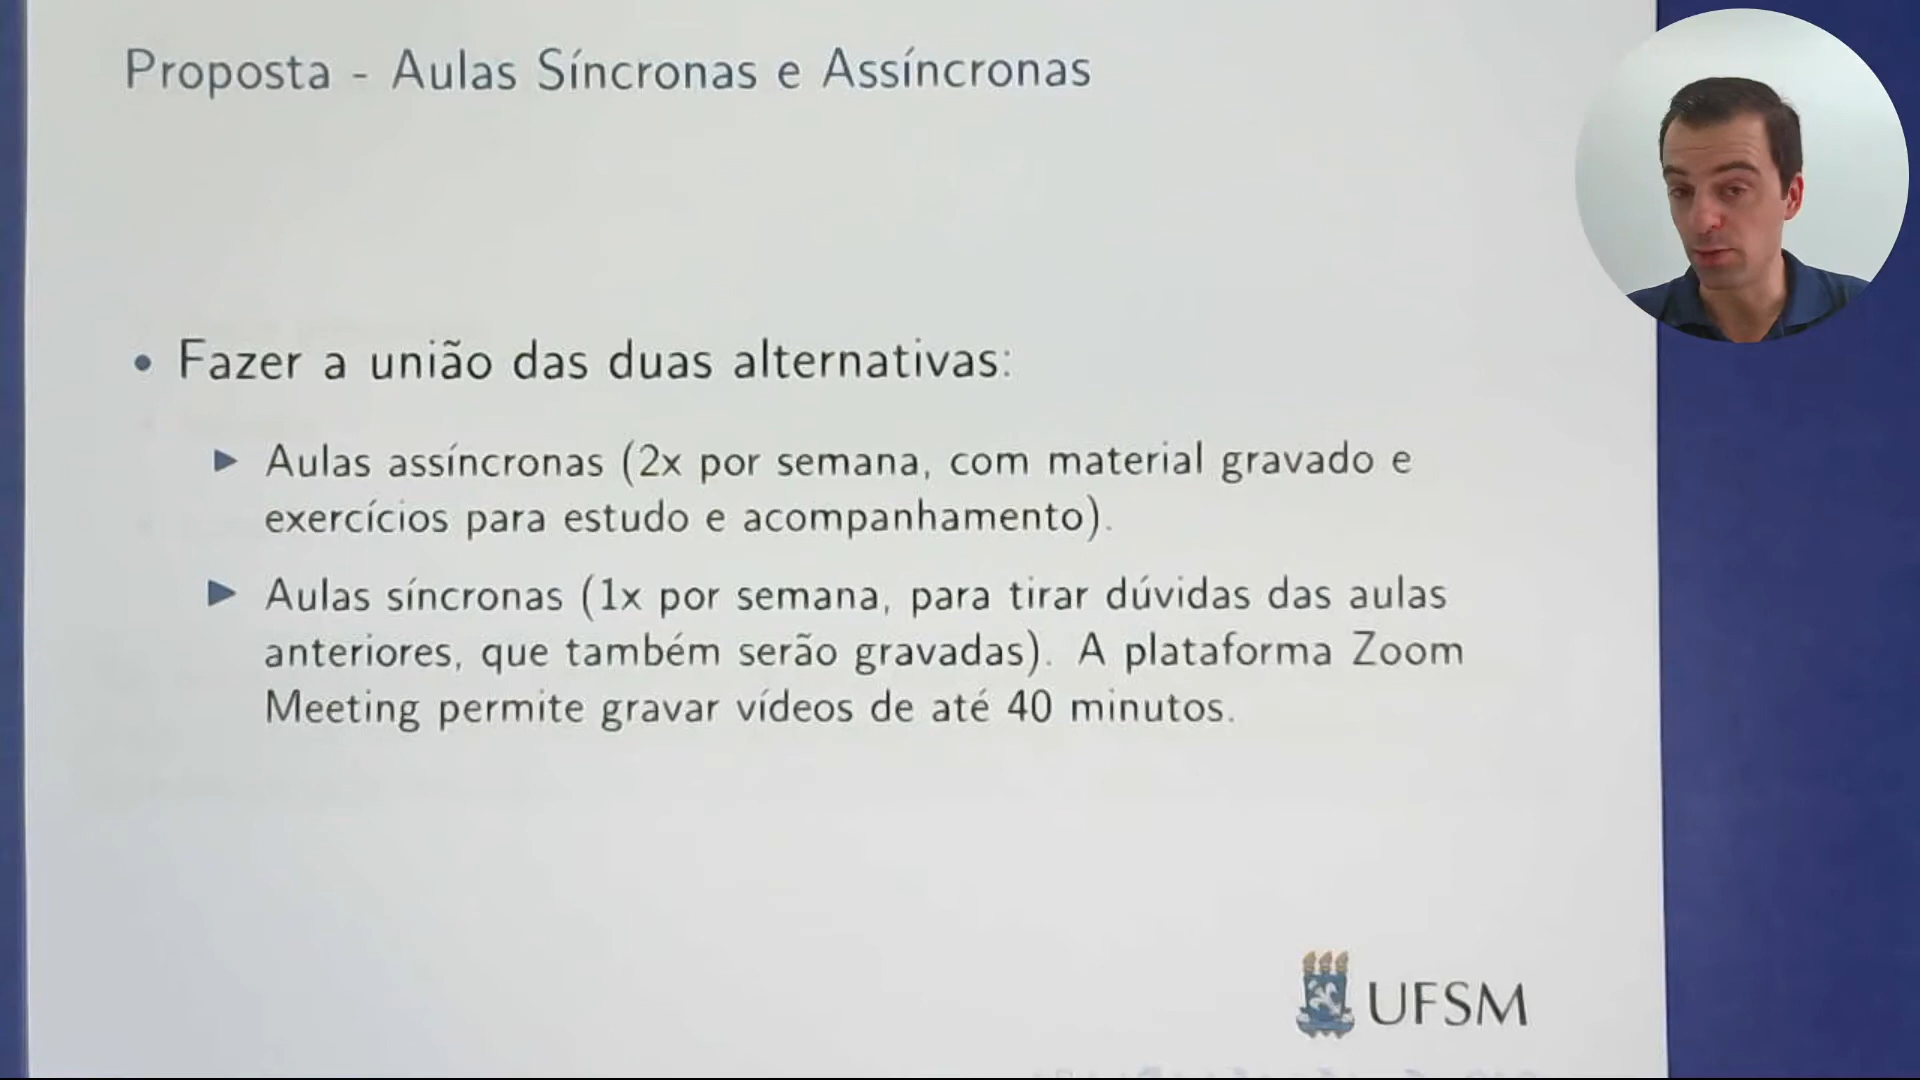 Proposta - Aulas Síncronas e Assíncronas
• Fazer a união das duas alternativas:
▶ Aulas assíncronas (2x por semana, com material gravado e
exercícios para estudo e acompanhamento).
▶ Aulas síncronas (1x por semana, para tirar dúvidas das aulas
anteriores, que também serão gravadas). A plataforma Zoom
Meeting permite gravar vídeos de até 40 minutos.
UFSM